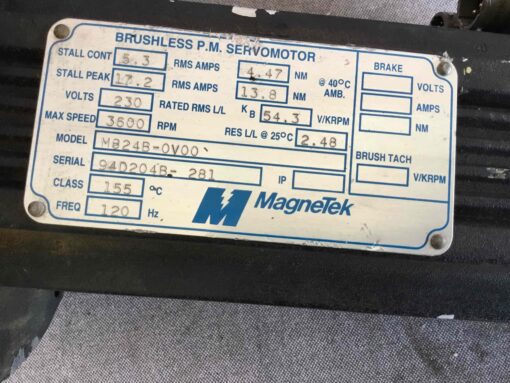 BRUSHLESS P.M. SERVOMOTOR
STALL CONT 5.3 RMS AMPS 4.47 NM @ 40°C AMB.
STALL PEAK 17.2 RMS AMPS 13.8 NM
VOLTS 230 RATED RMS L/L KB 54.3 V/KRPM
MAX SPEED 3600 RPM RES L/L @ 25°C 2.48
MODEL MB24B-0V00
SERIAL 94D204B- 281 IP
CLASS 155 °C
FREQ 120 Hz
MagneTek
BRAKE
VOLTS
AMPS
NM
BRUSH TACH
V/KRPM